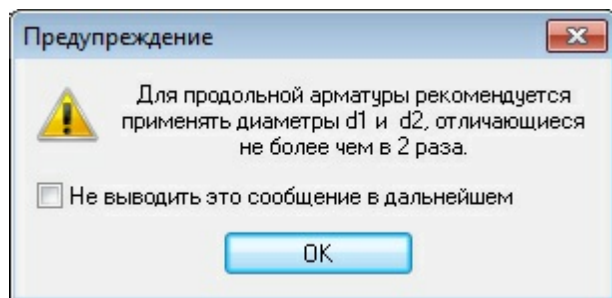 Предупреждение
Для продольной арматуры рекомендуется
применять диаметры d1 и d2, отличающиеся
не более чем в 2 раза.
Не выводить это сообщение в дальнейшем
OK